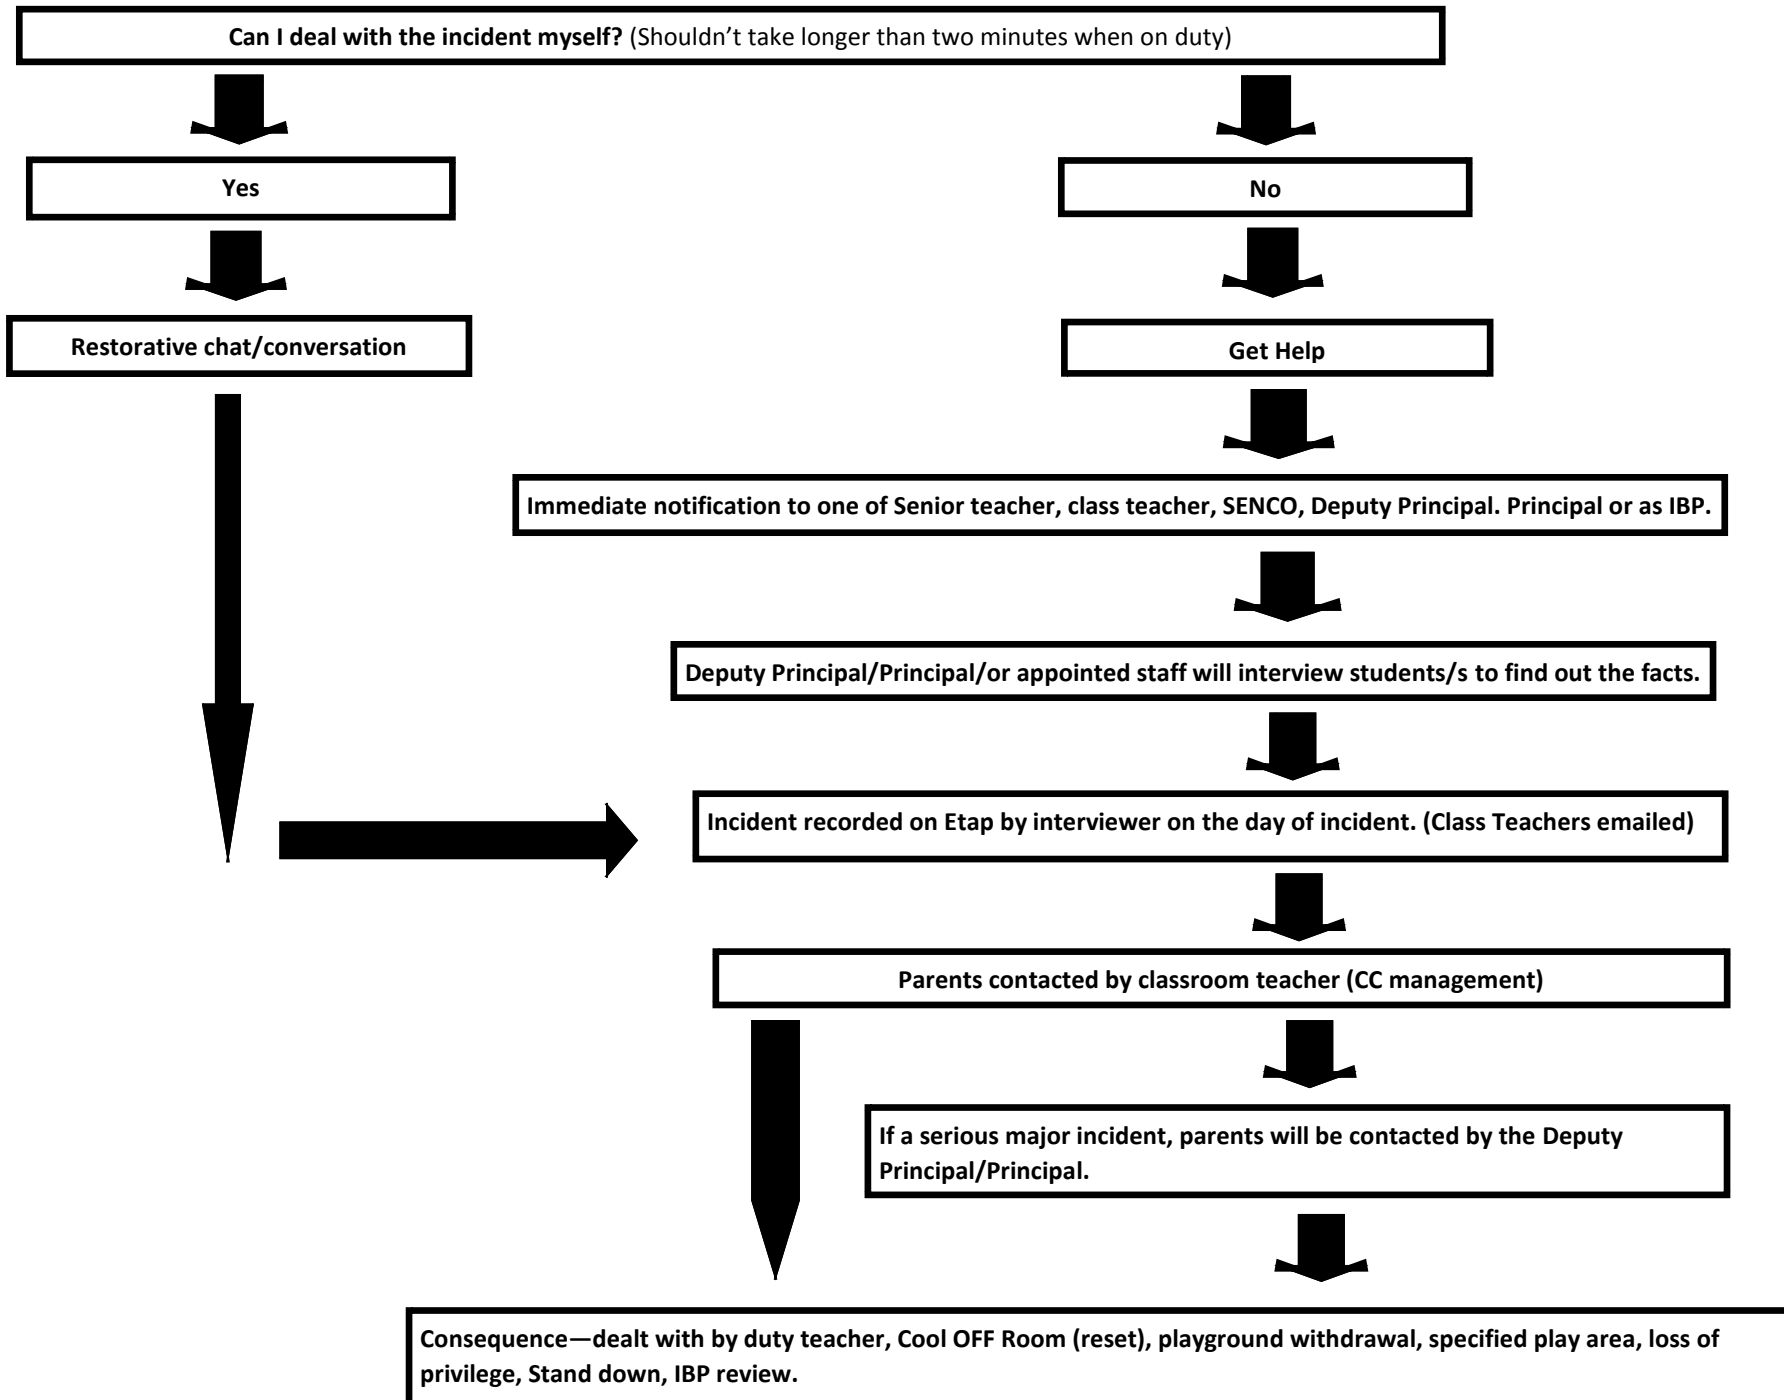 Can I deal with the incident myself? (Shouldn’t take longer than two minutes when on duty)
Yes
No
Restorative chat/conversation
Get Help
Immediate notification to one of Senior teacher, class teacher, SENCO, Deputy Principal. Principal or as IBP.
Deputy Principal/Principal/or appointed staff will interview students/s to find out the facts.
Incident recorded on Etap by interviewer on the day of incident. (Class Teachers emailed)
Parents contacted by classroom teacher (CC management)
If a serious major incident, parents will be contacted by the Deputy
Principal/Principal.
Consequence—dealt with by duty teacher, Cool OFF Room (reset), playground withdrawal, specified play area, loss of
privilege, Stand down, IBP review.